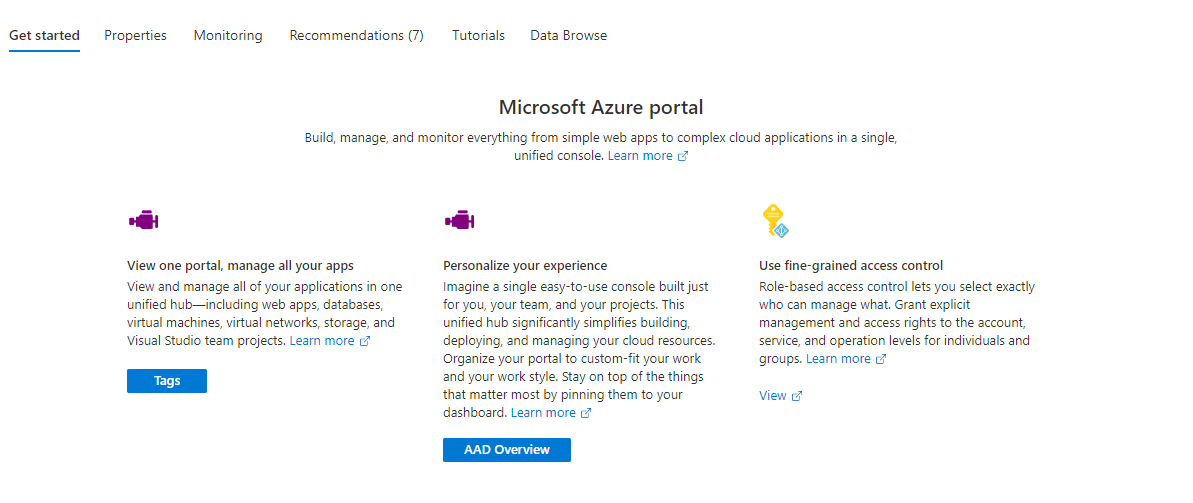 Get started Properties Monitoring Recommendations (7) Tutorials Data Browse
Microsoft Azure portal
Build, manage, and monitor everything from simple web apps to complex cloud applications in a single,
unified console. Learn more
View one portal, manage all your apps
View and manage all of your applications in one
unified hub—including web apps, databases,
virtual machines, virtual networks, storage, and
Visual Studio team projects. Learn more
Tags
Personalize your experience
Imagine a single easy-to-use console built just
for you, your team, and your projects. This
unified hub significantly simplifies building,
deploying, and managing your cloud resources.
Organize your portal to custom-fit your work
and your work style. Stay on top of the things
that matter most by pinning them to your
dashboard. Learn more
AAD Overview
Use fine-grained access control
Role-based access control lets you select exactly
who can manage what. Grant explicit
management and access rights to the account,
service, and operation levels for individuals and
groups. Learn more
View